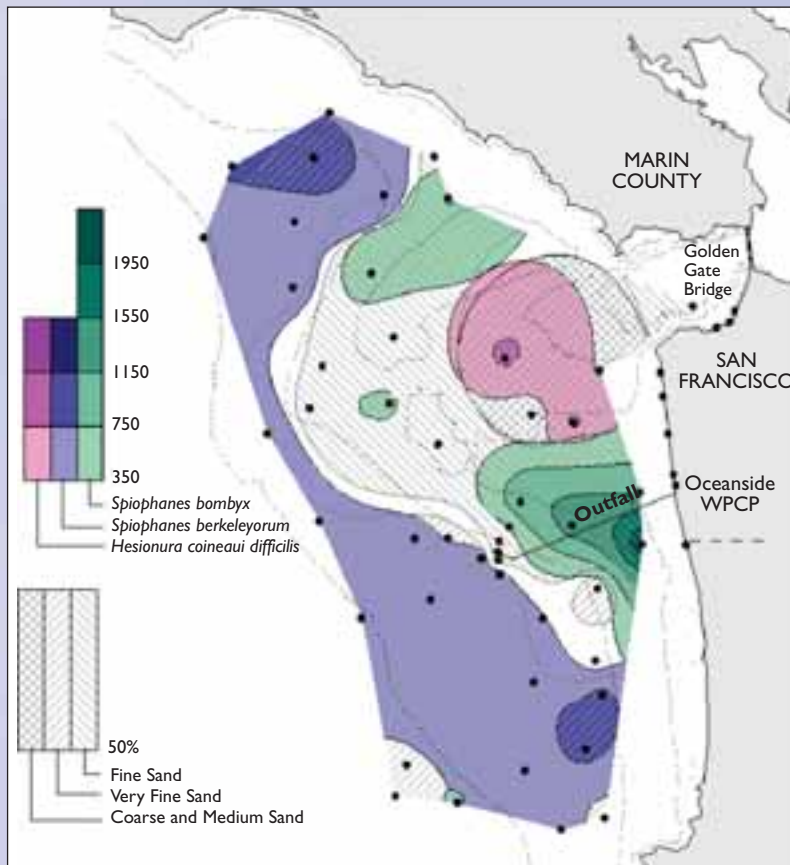 MARIN
COUNTY
Golden
Gate
Bridge
SAN
FRANCISCO
Oceanside
WPCP
Outfall
1950
1550
1150
750
350
Spiophanes bombyx
Spiophanes berkeleyorum
Hesionura coineaui difficilis
50%
Fine Sand
Very Fine Sand
Coarse and Medium Sand